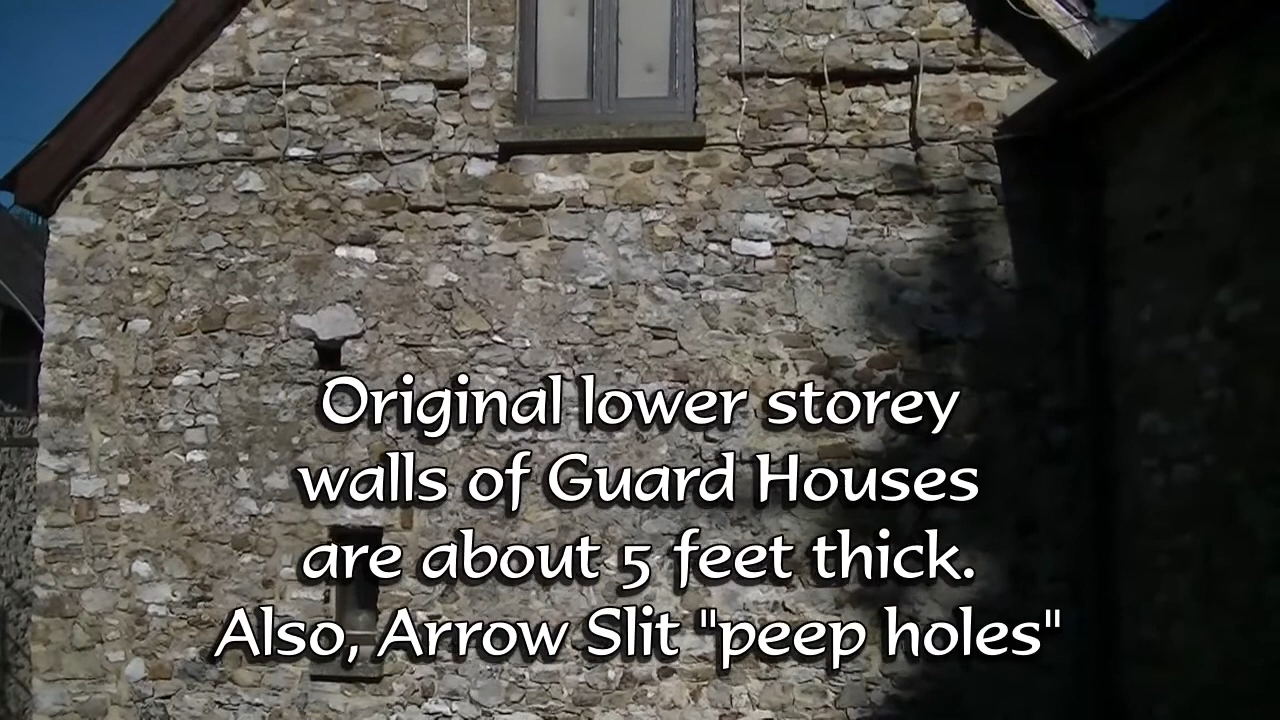 Original lower storey
walls of Guard Houses
are about 5 feet thick.
Also, Arrow Slit "peep holes"